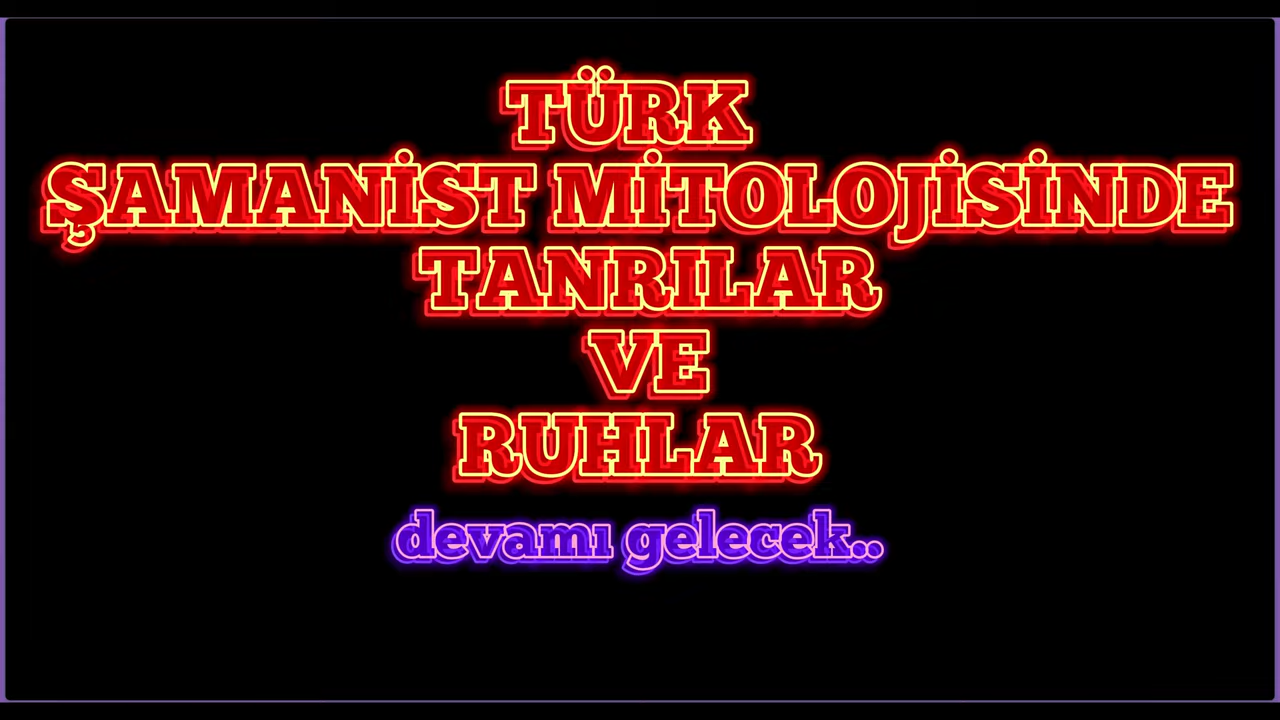 TÜRK
ŞAMANİST MİTOLOJİSİNDE
TANRILAR
VE
RUHLAR
devamı gelecek..